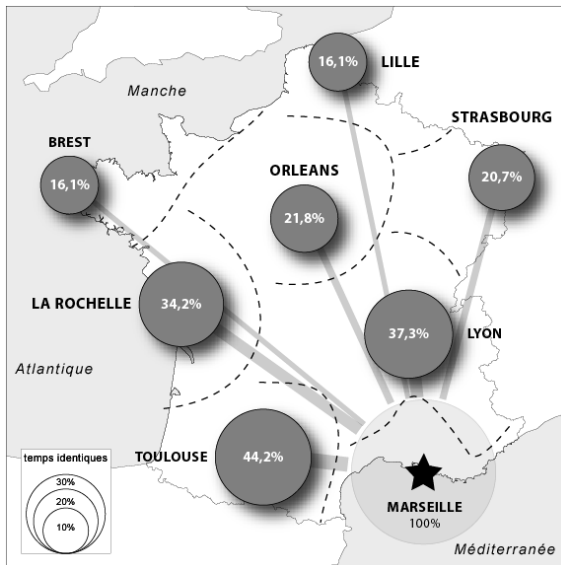 16,1%
LILLE
Manche
STRASBOURG
BREST
16,1%
ORLEANS
20,7%
21,8%
LA ROCHELLE
34,2%
37,3%
LYON
Atlantique
TOULOUSE
44,2%
temps identiques
30%
20%
10%
MARSEILLE
100%
Méditerranée